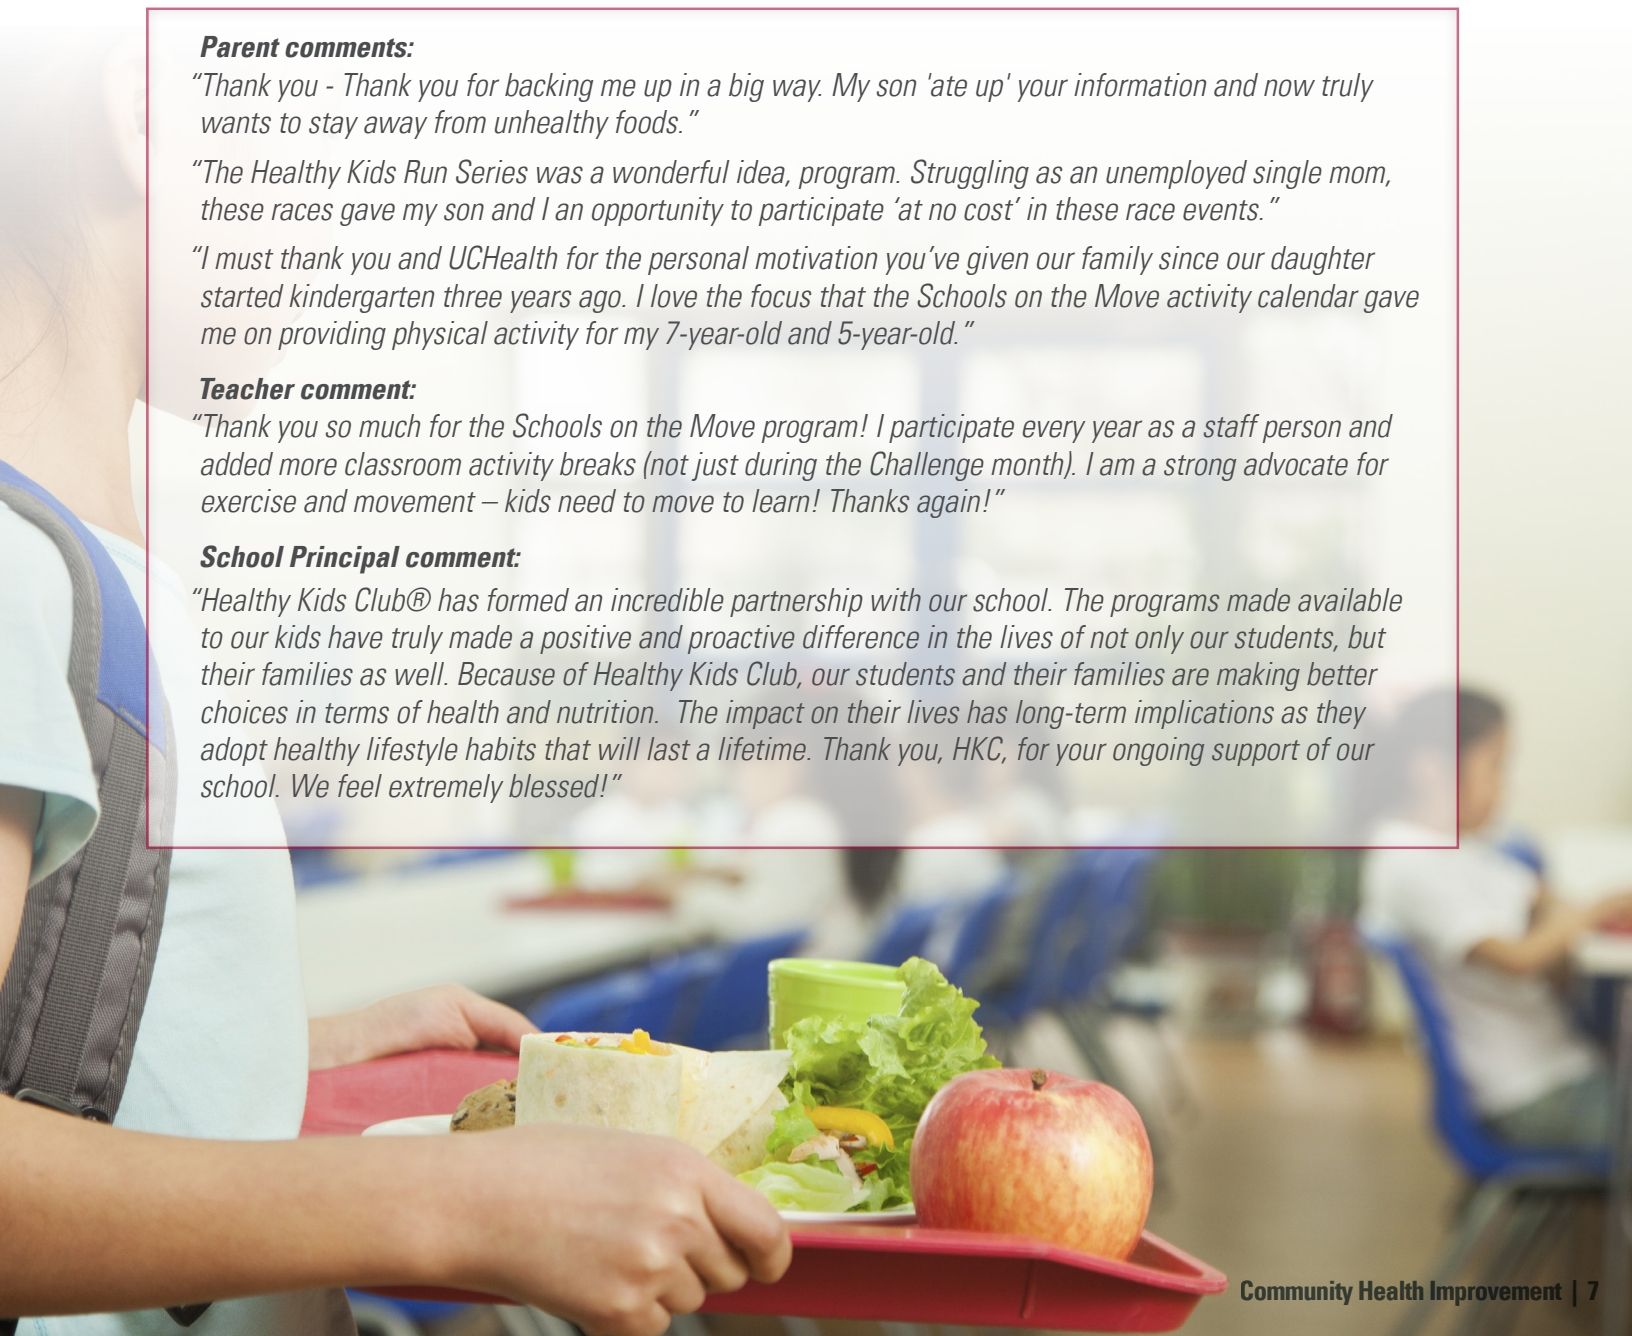 Parent comments:
“Thank you - Thank you for backing me up in a big way. My son 'ate up' your information and now truly
wants to stay away from unhealthy foods.”
“The Healthy Kids Run Series was a wonderful idea, program. Struggling as an unemployed single mom,
these races gave my son and I an opportunity to participate ‘at no cost’ in these race events.”
“I must thank you and UCHealth for the personal motivation you’ve given our family since our daughter
started kindergarten three years ago. I love the focus that the Schools on the Move activity calendar gave
me on providing physical activity for my 7-year-old and 5-year-old.”
Teacher comment:
“Thank you so much for the Schools on the Move program! I participate every year as a staff person and
added more classroom activity breaks (not just during the Challenge month). I am a strong advocate for
exercise and movement – kids need to move to learn! Thanks again!”
School Principal comment:
“Healthy Kids Club® has formed an incredible partnership with our school. The programs made available
to our kids have truly made a positive and proactive difference in the lives of not only our students, but
their families as well. Because of Healthy Kids Club, our students and their families are making better
choices in terms of health and nutrition.  The impact on their lives has long-term implications as they
adopt healthy lifestyle habits that will last a lifetime. Thank you, HKC, for your ongoing support of our
school. We feel extremely blessed!”
Community Health Improvement | 7